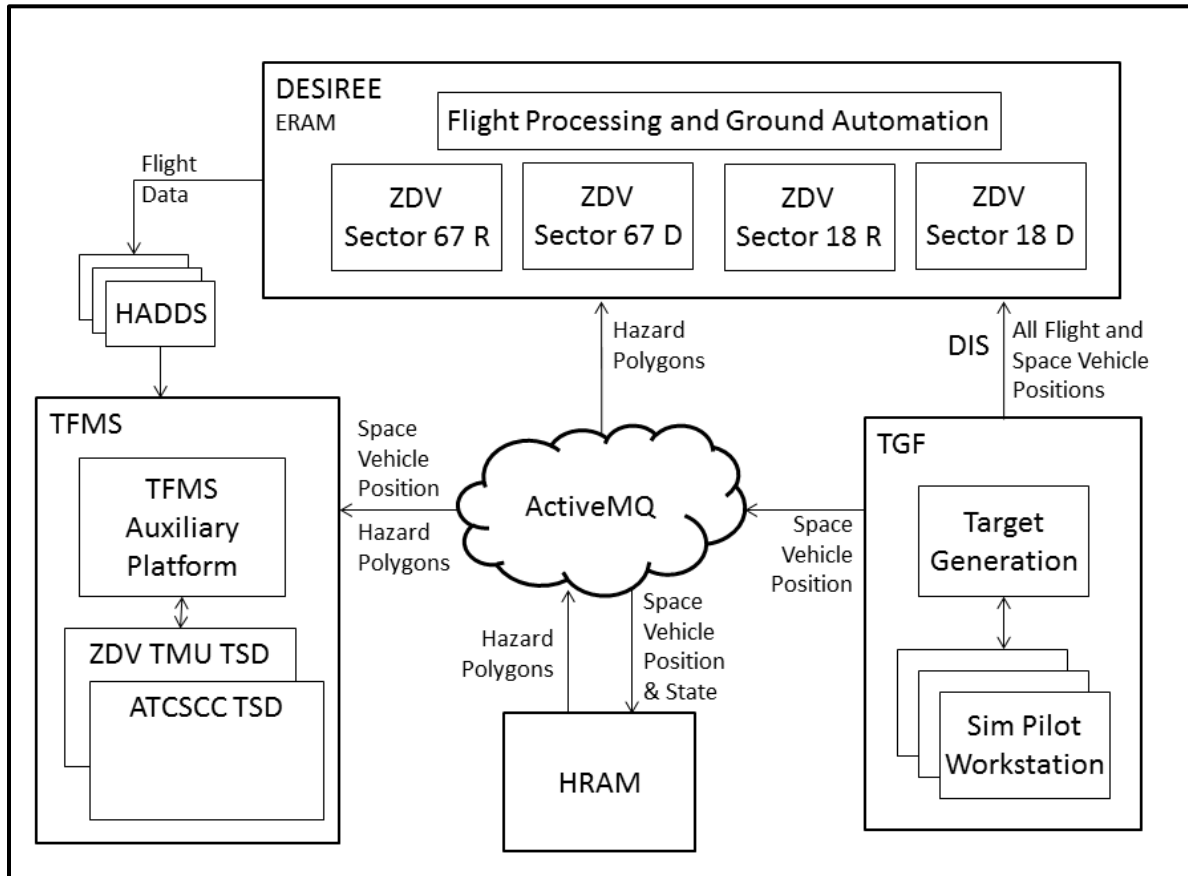 DESIREE
ERAM
Flight Processing and Ground Automation
ZDV
Sector 67 R
ZDV
Sector 67 D
ZDV
Sector 18 R
ZDV
Sector 18 D
Flight
Data
HADDS
Hazard
Polygons
DIS
All Flight and
Space Vehicle
Positions
TFMS
TFMS
Auxiliary
Platform
ZDV TMU TSD
ATCSCC TSD
Space
Vehicle
Position
Hazard
Polygons
ActiveMQ
Space
Vehicle
Position
TGF
Target
Generation
Sim Pilot
Workstation
Hazard
Polygons
Space
Vehicle
Position
& State
HRAM